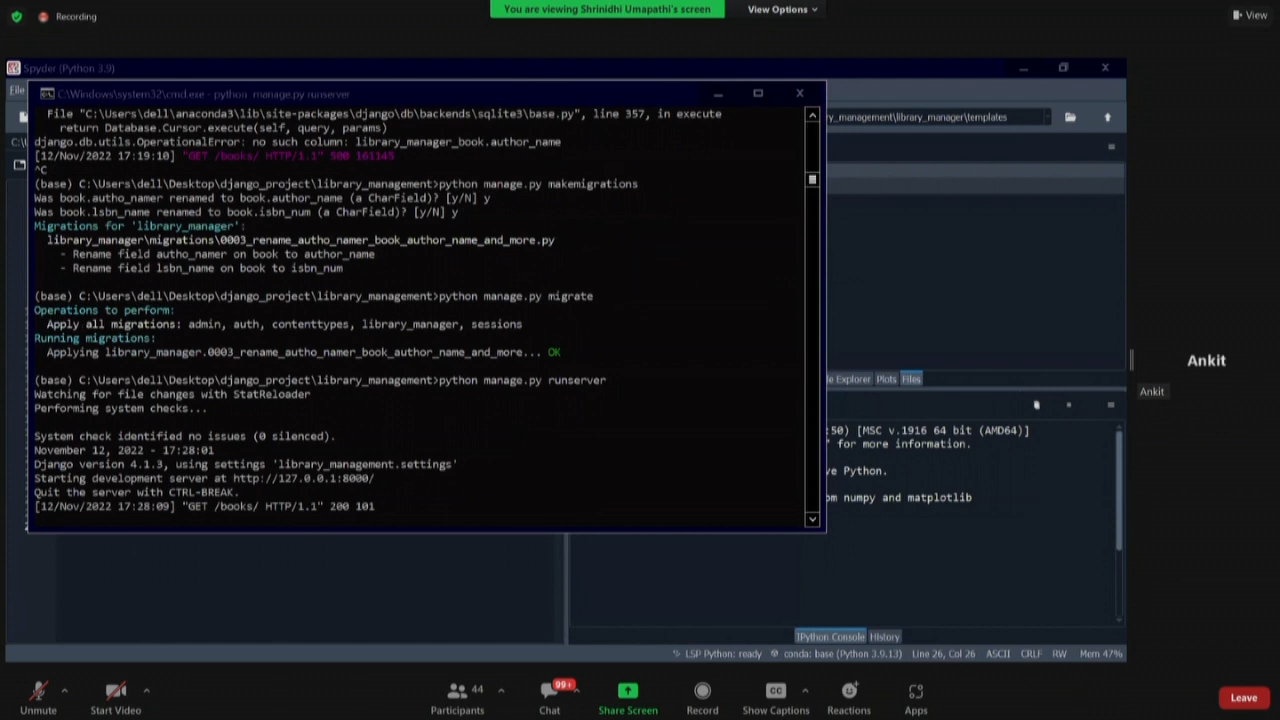 Recording
You are viewing Shrinidhi Umapathi's screen
View Options
View
Spyder (Python 3.9)
File
C:\Windows\system32\cmd.exe - python manage.py runserver
File "C:\Users\dell\anaconda3\lib\site-packages\django\db\backends\sqlite3\base.py", line 357, in execute
return Database.Cursor.execute(self, query, params)
django.db.utils.OperationalError: no such column: library_manager_book.author_name
[12/Nov/2022 17:19:10] "GET /books/ HTTP/1.1" 500 161145
^C
(base) C:\Users\dell\Desktop\django_project\library_management>python manage.py makemigrations
Was book.autho_namer renamed to book.author_name (a CharField)? [y/N] y
Was book.lsbn_name renamed to book.isbn_num (a CharField)? [y/N] y
Migrations for 'library_manager':
library_manager\migrations\0003_rename_autho_namer_book_author_name_and_more.py
- Rename field autho_namer on book to author_name
- Rename field lsbn_name on book to isbn_num
(base) C:\Users\dell\Desktop\django_project\library_management>python manage.py migrate
Operations to perform:
Apply all migrations: admin, auth, contenttypes, library_manager, sessions
Running migrations:
Applying library_manager.0003_rename_autho_namer_book_author_name_and_more... OK
(base) C:\Users\dell\Desktop\django_project\library_management>python manage.py runserver
Watching for file changes with StatReloader
Performing system checks...
System check identified no issues (0 silenced).
November 12, 2022 - 17:28:01
Django version 4.1.3, using settings 'library_management.settings'
Starting development server at http://127.0.0.1:8000/
Quit the server with CTRL-BREAK.
[12/Nov/2022 17:28:09] "GET /books/ HTTP/1.1" 200 101
C:\
ry_management\library_manager\templates
le Explorer Plots Files
:50) [MSC v.1916 64 bit (AMD64)]
" for more information.
ve Python.
om numpy and matplotlib
IPython Console History
LSP Python: ready conda: base (Python 3.9.13) Line 26, Col 26 ASCII CRLF RW Mem 47%
Ankit
Ankit
Unmute
Start Video
44
Participants
99+
Chat
Share Screen
Record
CC
Show Captions
Reactions
Apps
Leave